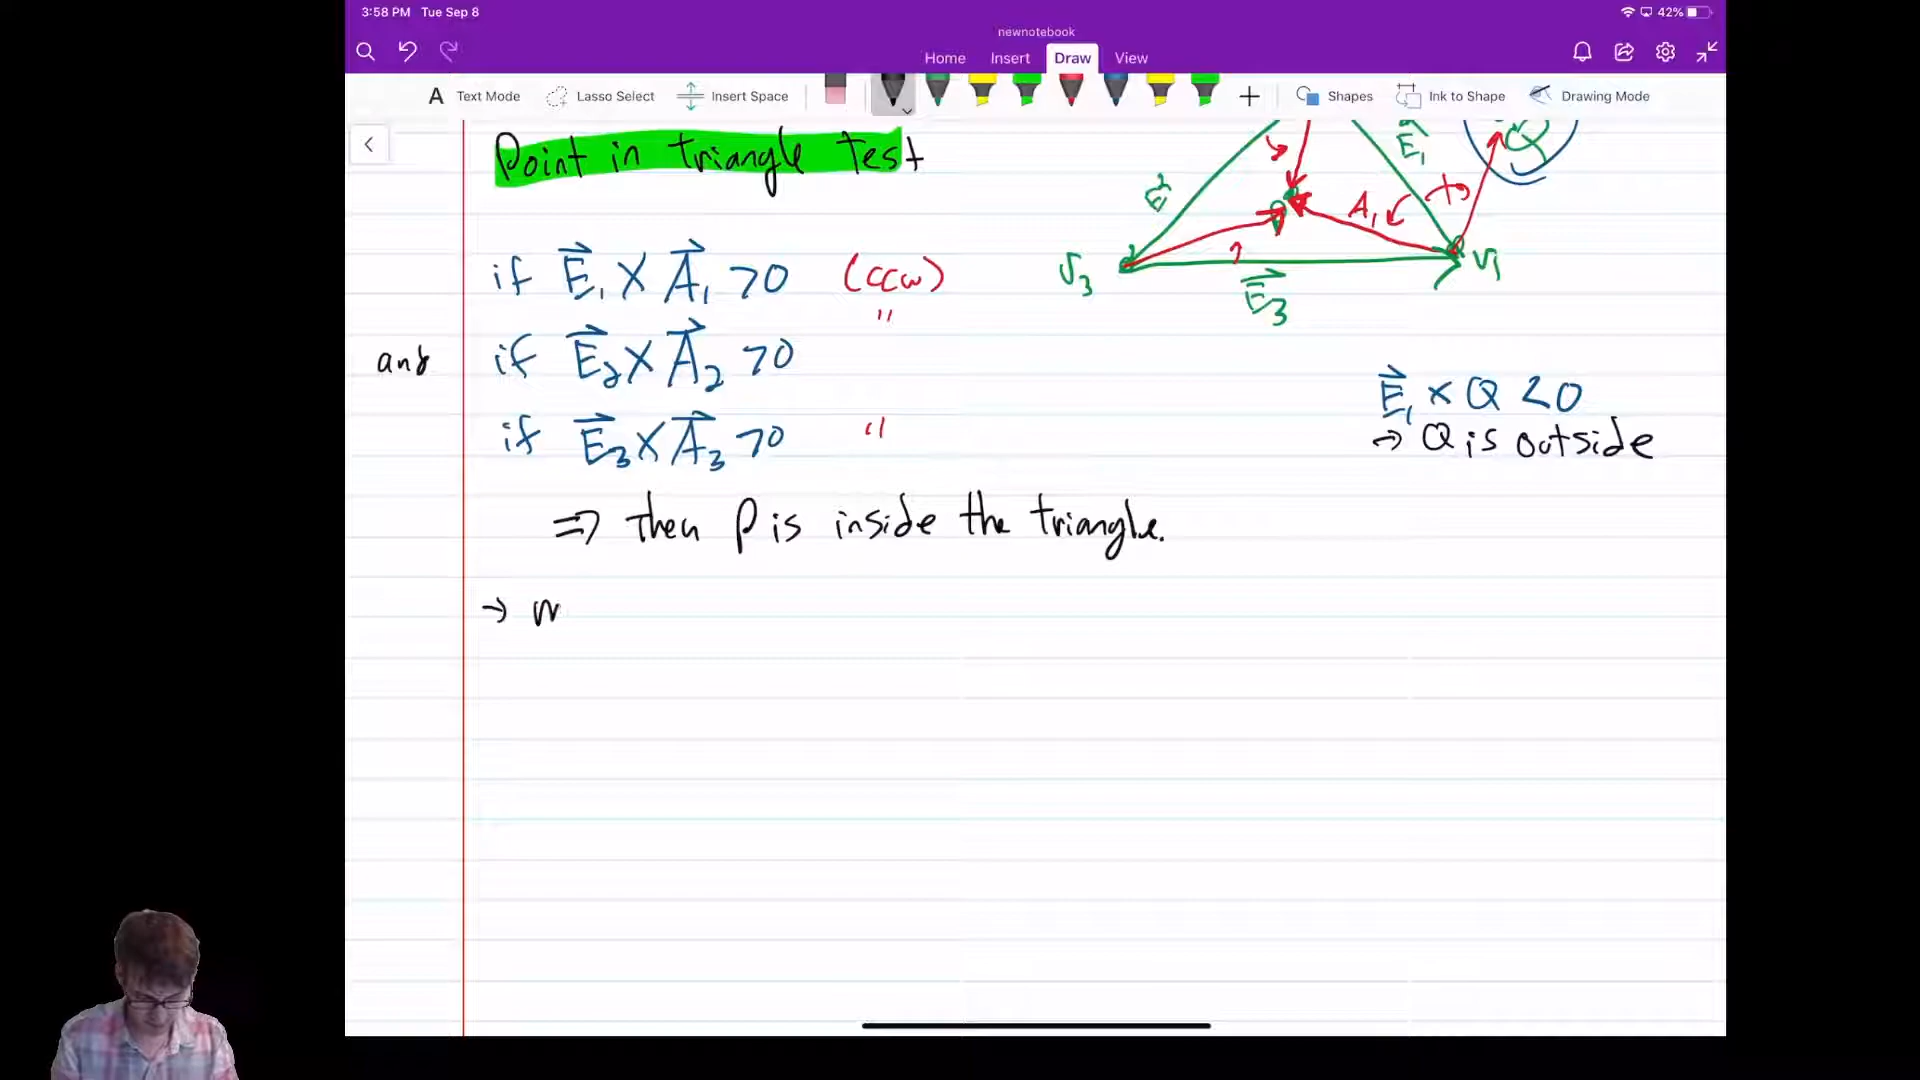 3:58 PM Tue Sep 8
42%
newnotebook
Home Insert Draw View
A Text Mode Lasso Select Insert Space + Shapes Ink to Shape Drawing Mode
Point in triangle test
if E₁ X A₁ >0 (ccw)
"
and if E₂ X A₂ >0
if E₃ X A₃ >0 "
⇒ then P is inside the triangle.
→ w
E₁
Q
E₂
A₁
P
V₃
V₁
E₃
E₁ x Q <0
→ Q is outside